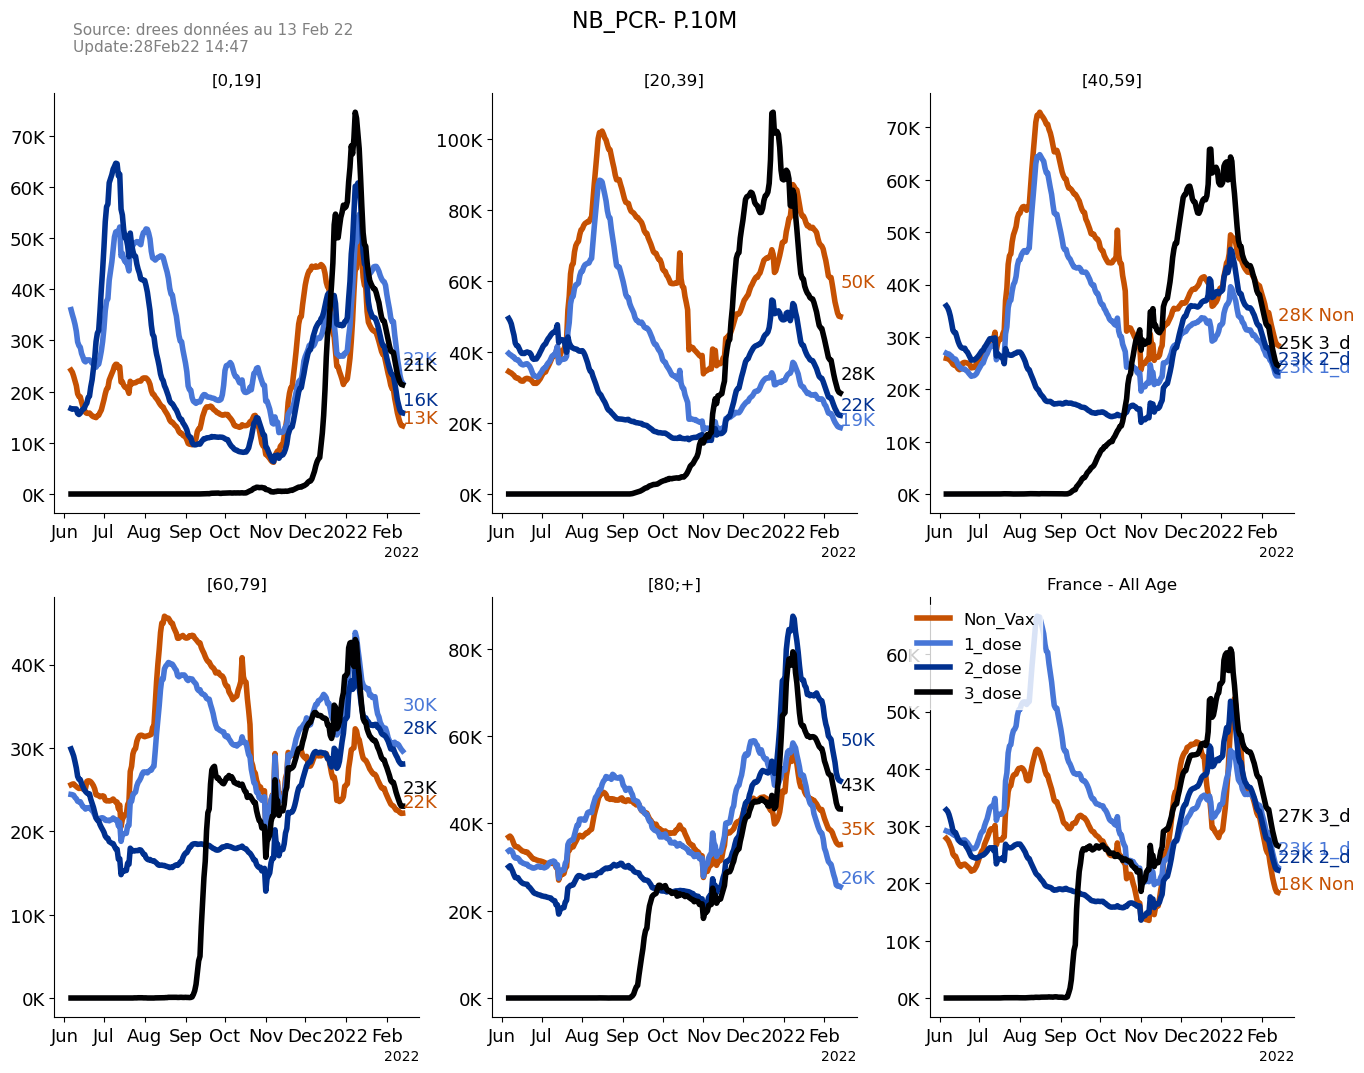 NB_PCR- P.10M
Source: drees données au 13 Feb 22
Update:28Feb22 14:47
[0,19]
70K
60K
50K
40K
30K
20K
10K
0K
22K
21K
16K
13K
Jun Jul Aug Sep Oct Nov Dec 2022 Feb
2022
[20,39]
100K
80K
60K
40K
20K
0K
50K
28K
22K
19K
Jun Jul Aug Sep Oct Nov Dec 2022 Feb
2022
[40,59]
70K
60K
50K
40K
30K
20K
10K
0K
28K Non
25K 3_d
23K 2_d
23K 1_d
Jun Jul Aug Sep Oct Nov Dec 2022 Feb
2022
[60,79]
40K
30K
20K
10K
0K
30K
28K
23K
22K
Jun Jul Aug Sep Oct Nov Dec 2022 Feb
2022
[80;+]
80K
60K
40K
20K
0K
50K
43K
35K
26K
Jun Jul Aug Sep Oct Nov Dec 2022 Feb
2022
France - All Age
Non_Vax
1_dose
2_dose
3_dose
60K
50K
40K
30K
20K
10K
0K
27K 3_d
23K 1_d
22K 2_d
18K Non
Jun Jul Aug Sep Oct Nov Dec 2022 Feb
2022